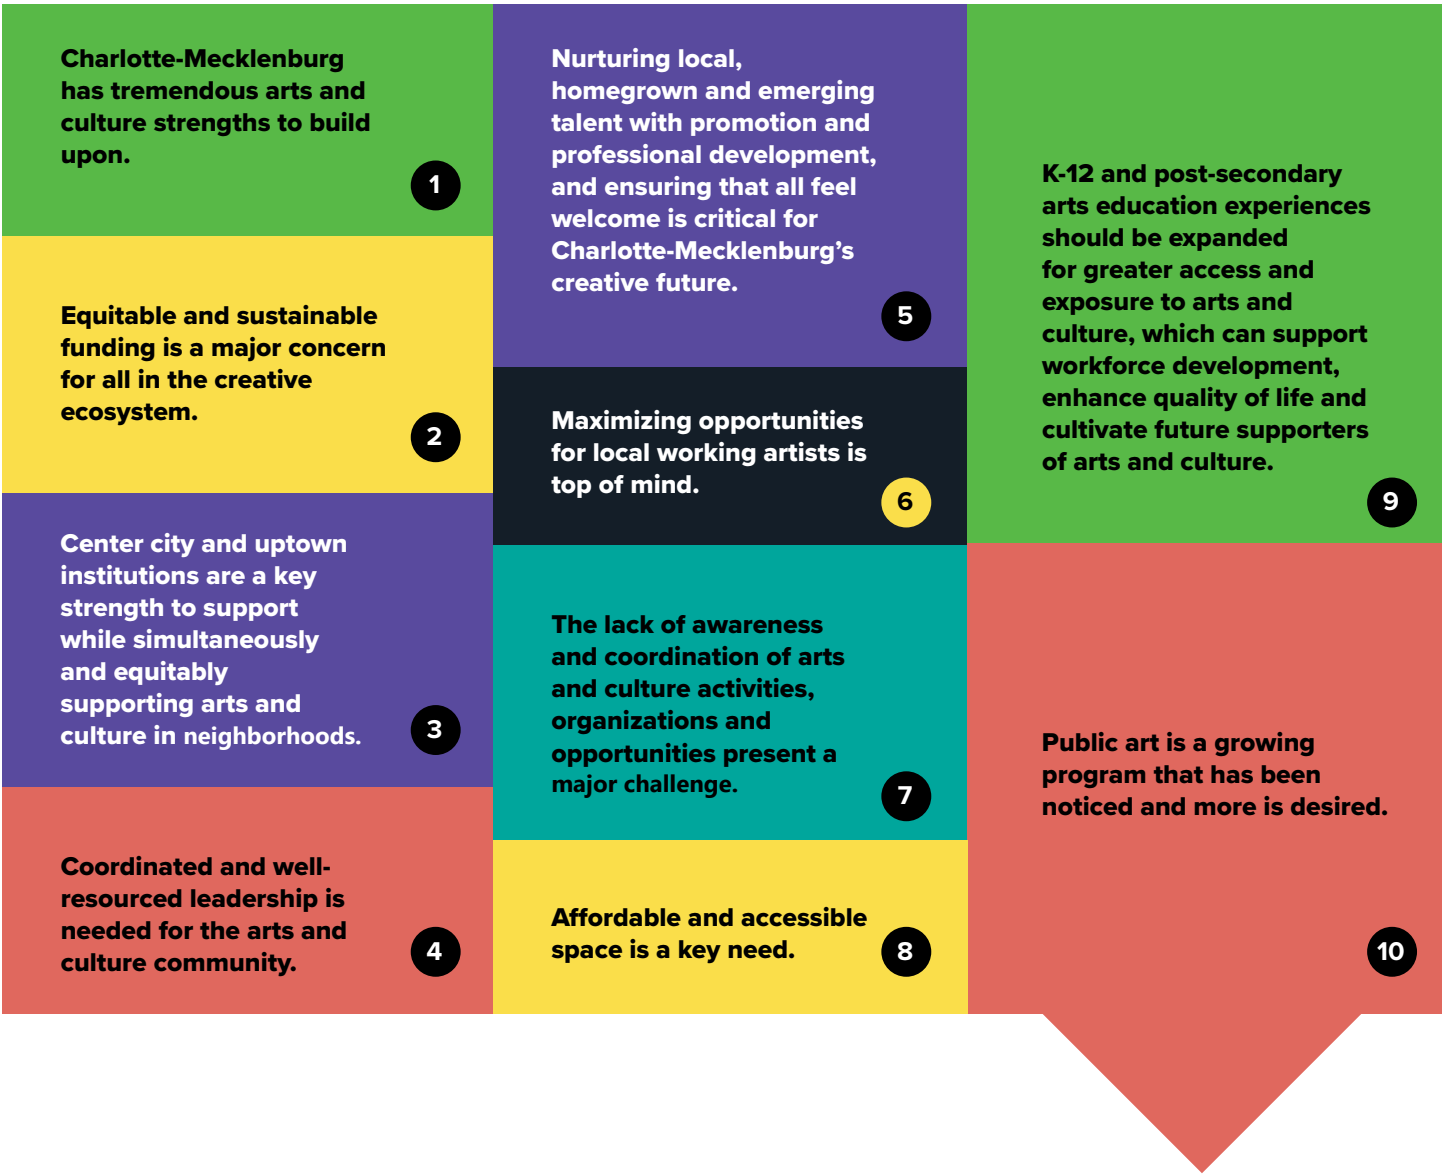 Charlotte-Mecklenburg
has tremendous arts and
culture strengths to build
upon.
1
Equitable and sustainable
funding is a major concern
for all in the creative
ecosystem.
2
Center city and uptown
institutions are a key
strength to support
while simultaneously
and equitably
supporting arts and
culture in neighborhoods.
3
Coordinated and well-
resourced leadership is
needed for the arts and
culture community.
4
Nurturing local,
homegrown and emerging
talent with promotion and
professional development,
and ensuring that all feel
welcome is critical for
Charlotte-Mecklenburg’s
creative future.
5
Maximizing opportunities
for local working artists is
top of mind.
6
The lack of awareness
and coordination of arts
and culture activities,
organizations and
opportunities present a
major challenge.
7
Affordable and accessible
space is a key need.
8
K-12 and post-secondary
arts education experiences
should be expanded
for greater access and
exposure to arts and
culture, which can support
workforce development,
enhance quality of life and
cultivate future supporters
of arts and culture.
9
Public art is a growing
program that has been
noticed and more is desired.
10